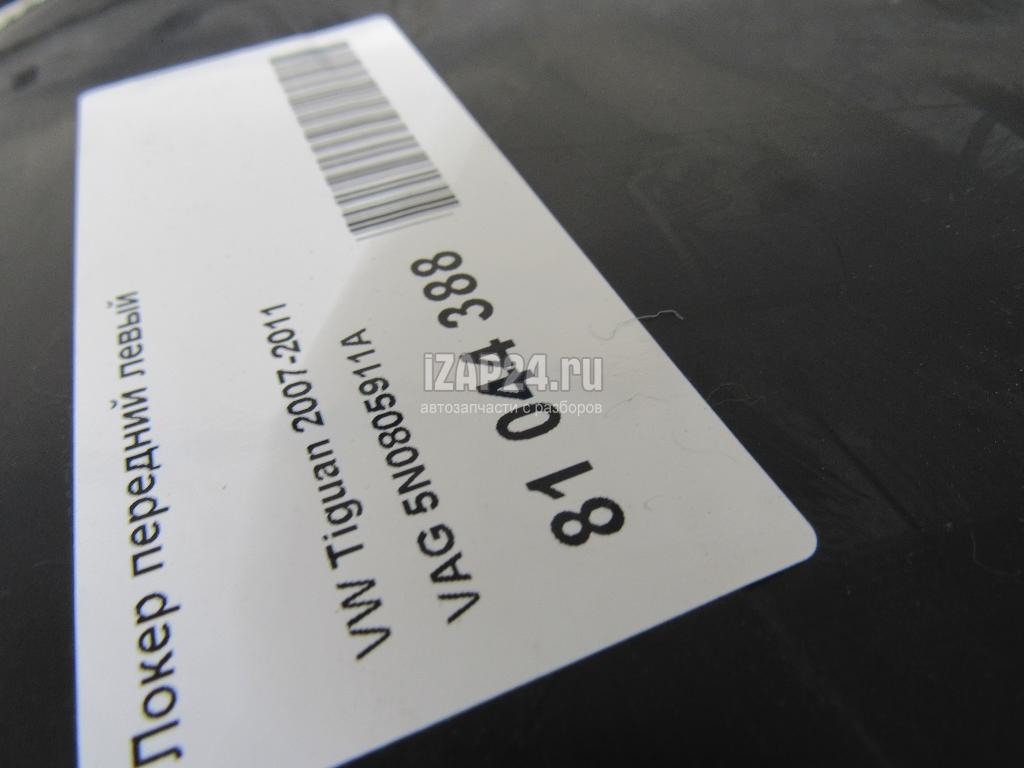 Локер передний левый
VW Tiguan 2007-2011
VAG 5N0805911A
81 044 388
iZAP24.ru
автозапчасти с разборов